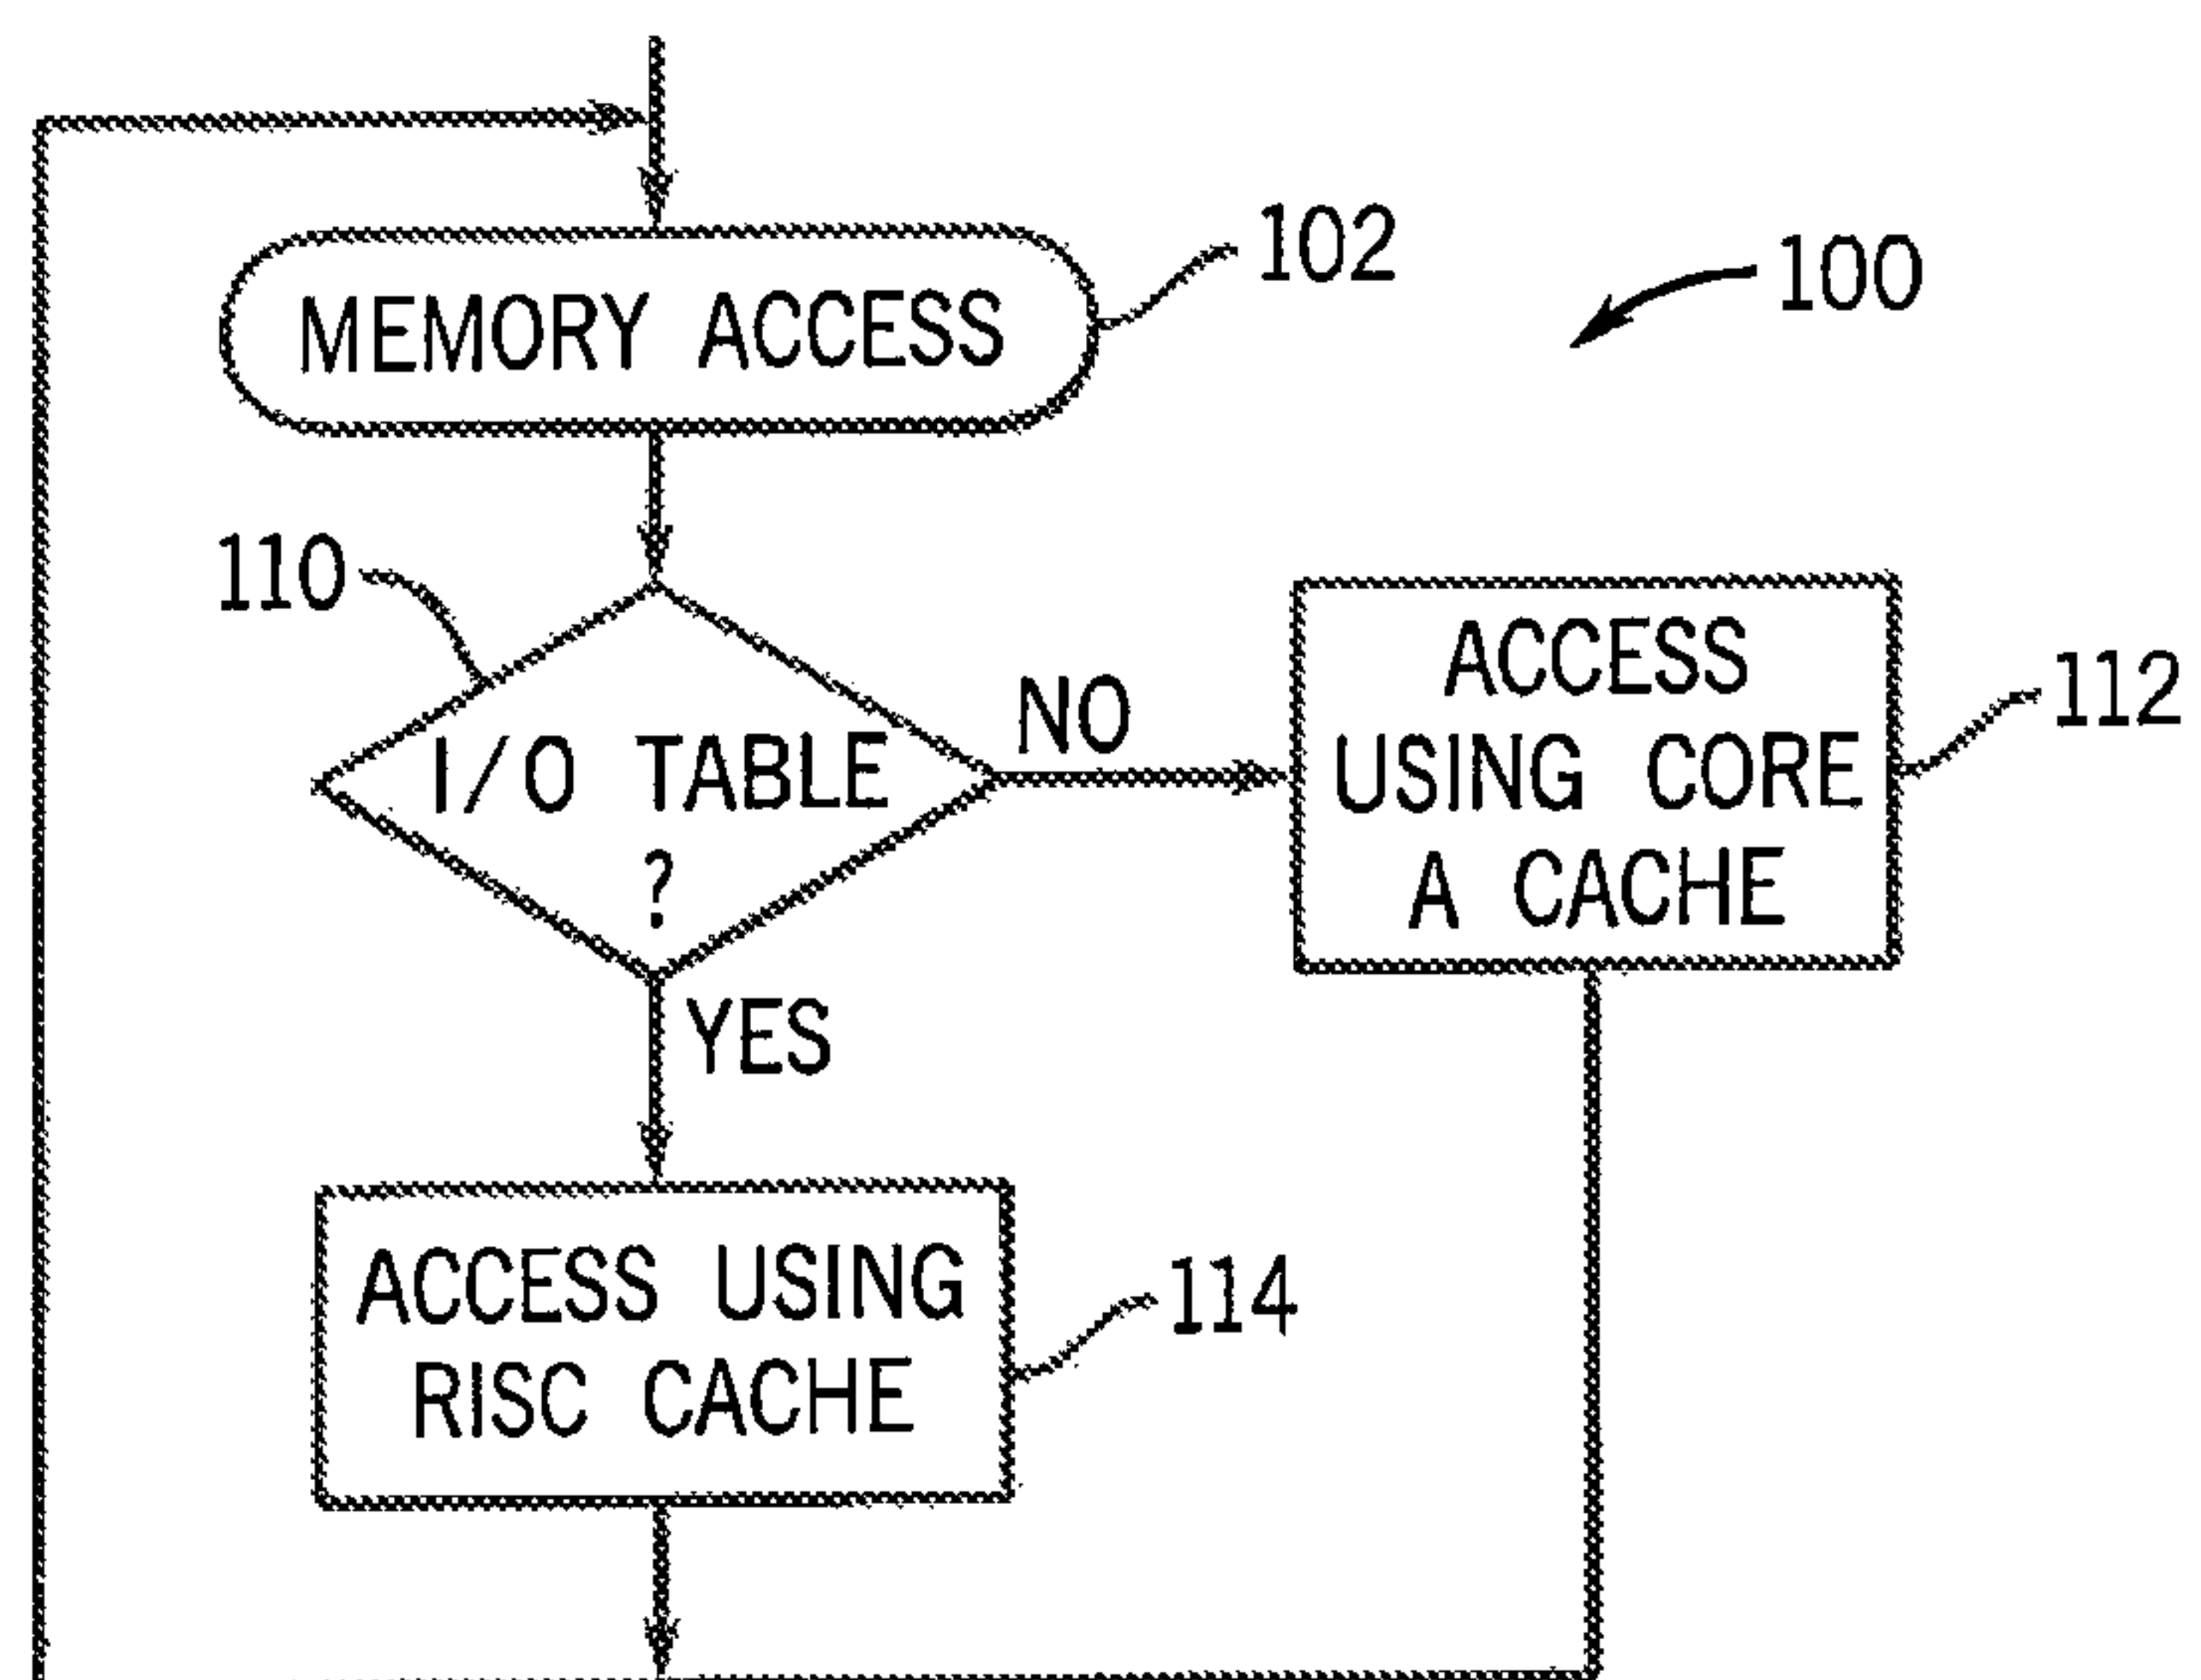 102
100
MEMORY ACCESS
110
I/O TABLE
?
NO
ACCESS
USING CORE
A CACHE
112
YES
ACCESS USING
RISC CACHE
114